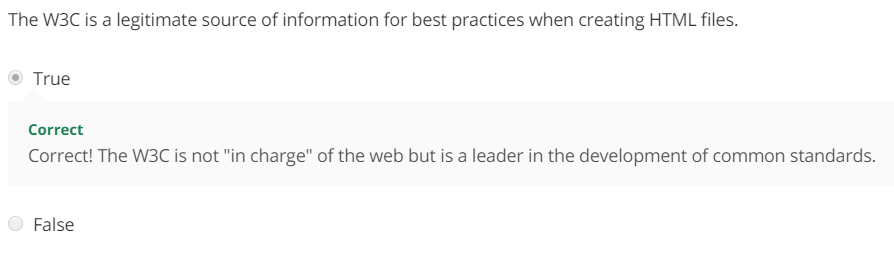 The W3C is a legitimate source of information for best practices when creating HTML files.
True
Correct
Correct! The W3C is not "in charge" of the web but is a leader in the development of common standards.
False